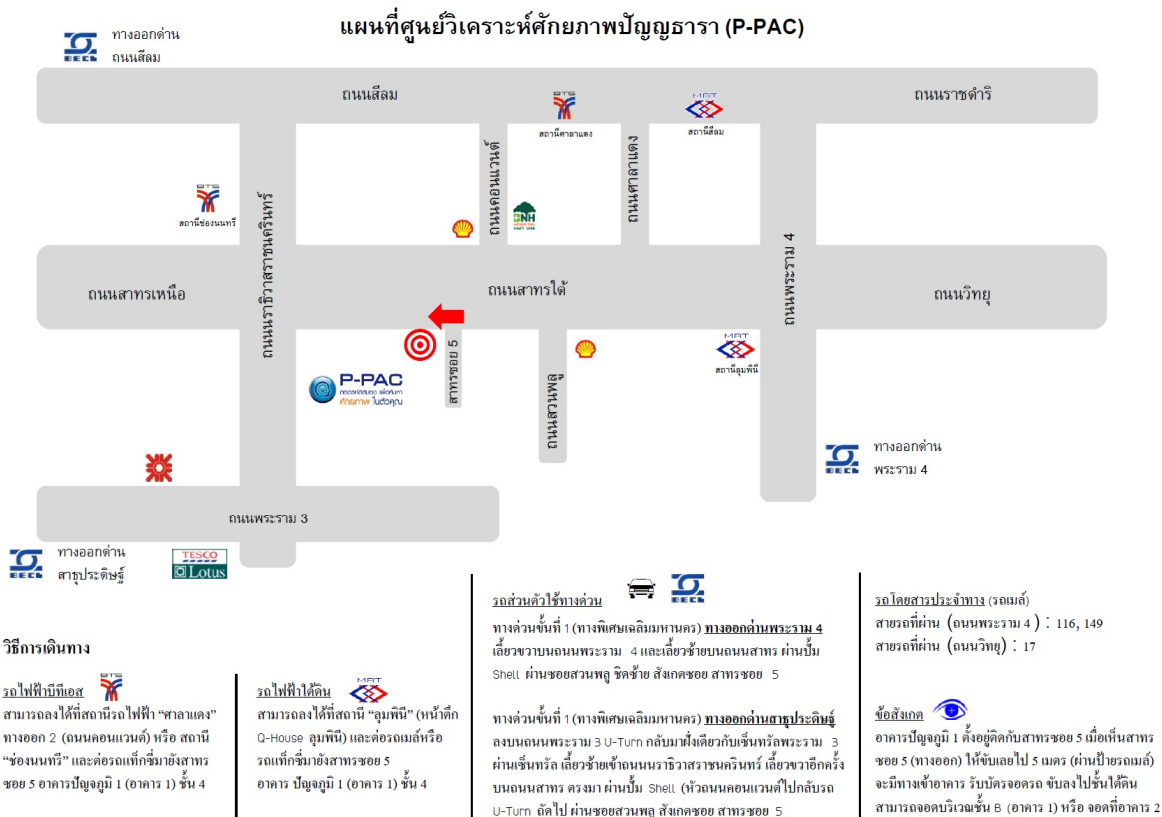 แผนที่ศูนย์วิเคราะห์ศักยภาพปัญญธารา (P-PAC)
BECL
ทางออกด่าน
ถนนสีลม
ถนนสีลม
BTS
สถานีศาลาแดง
MRT
สถานีสีลม
ถนนราชดำริ
BTS
สถานีช่องนนทรี
ถนนนราธิวาสราชนครินทร์
ถนนคอนแวนต์
BNH
HOSPITAL
ถนนศาลาแดง
ถนนพระราม 4
ถนนสาทรเหนือ
ถนนสาทรใต้
ถนนวิทยุ
P-PAC
ถอดรหัสสมอง เพื่อค้นหา
ศักยภาพ ในตัวคุณ
สาทรซอย 5
ถนนสวนพลู
MRT
สถานีลุมพินี
BECL
ทางออกด่าน
พระราม 4
ถนนพระราม 3
BECL
ทางออกด่าน
สาธุประดิษฐ์
TESCO
Lotus
วิธีการเดินทาง
รถไฟฟ้าบีทีเอส
BTS
สามารถลงได้ที่สถานีรถไฟฟ้า “ศาลาแดง”
ทางออก 2 (ถนนคอนแวนต์) หรือ สถานี
“ช่องนนทรี” และต่อรถแท็กซี่มายังสาทร
ซอย 5 อาคารปัญจภูมิ 1 (อาคาร 1) ชั้น 4
รถไฟฟ้าใต้ดิน
MRT
สามารถลงได้ที่สถานี “ลุมพินี” (หน้าตึก
Q-House ลุมพินี) และต่อรถเมล์หรือ
รถแท็กซี่มายังสาทรซอย 5
อาคาร ปัญจภูมิ 1 (อาคาร 1) ชั้น 4
รถส่วนตัวใช้ทางด่วน
BECL
ทางด่วนขั้นที่ 1 (ทางพิเศษเฉลิมมหานคร) ทางออกด่านพระราม 4
เลี้ยวขวาบนถนนพระราม 4 และเลี้ยวซ้ายบนถนนสาทร ผ่านปั๊ม
Shell ผ่านซอยสวนพลู ชิดซ้าย สังเกตซอย สาทรซอย 5
ทางด่วนขั้นที่ 1 (ทางพิเศษเฉลิมมหานคร) ทางออกด่านสาธุประดิษฐ์
ลงบนถนนพระราม 3 U-Turn กลับมาฝั่งเดียวกับเซ็นทรัลพระราม 3
ผ่านเซ็นทรัล เลี้ยวซ้ายเข้าถนนนราธิวาสราชนครินทร์ เลี้ยวขวาอีกครั้ง
บนถนนสาทร ตรงมา ผ่านปั๊ม Shell (หัวถนนคอนแวนต์ไปกลับรถ
U-Turn ถัดไป ผ่านซอยสวนพลู สังเกตซอย สาทรซอย 5
รถโดยสารประจำทาง (รถเมล์)
สายรถที่ผ่าน (ถนนพระราม 4) : 116, 149
สายรถที่ผ่าน (ถนนวิทยุ) : 17
ข้อสังเกต
อาคารปัญจภูมิ 1 ตั้งอยู่ติดกับสาทรซอย 5 เมื่อเห็นสาทร
ซอย 5 (ทางออก) ให้ขับเลยไป 5 เมตร (ผ่านป้ายรถเมล์)
จะมีทางเข้าอาคาร รับบัตรจอดรถ ขับลงไปชั้นใต้ดิน
สามารถจอดบริเวณชั้น B (อาคาร 1) หรือ จอดที่อาคาร 2